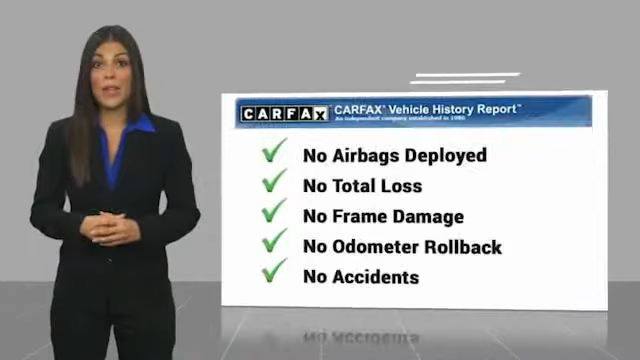 CARFAX CARFAX Vehicle History Report™
An independent company established in 1986
No Airbags Deployed
No Total Loss
No Frame Damage
No Odometer Rollback
No Accidents